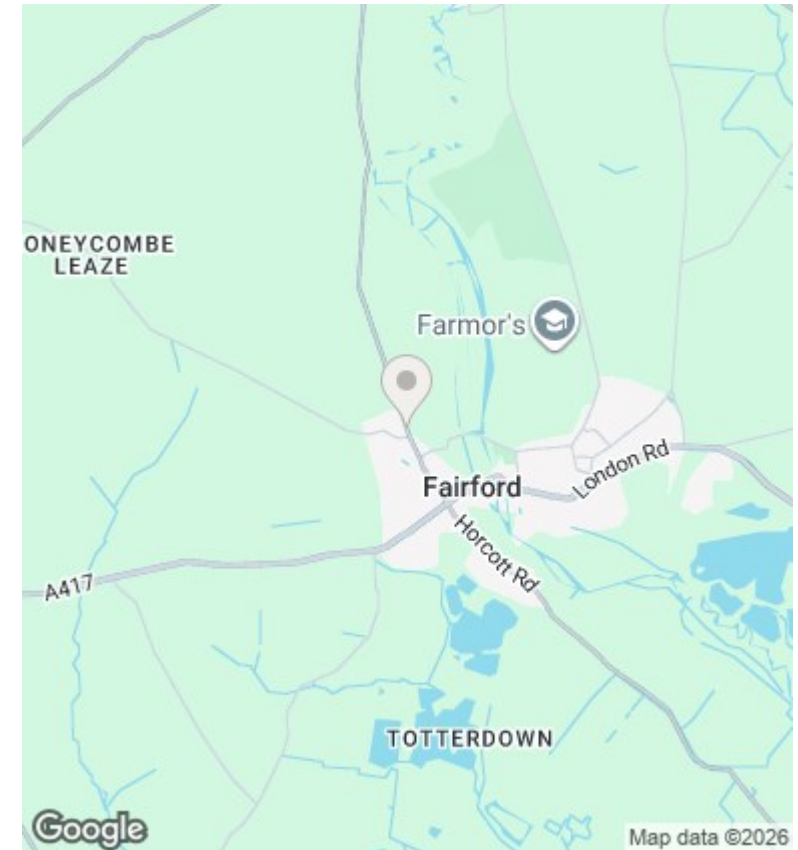 ONEYCOMBE
LEAZE
Farmor's
London Rd
Fairford
Horcott Rd
A417
TOTTERDOWN
Google
Map data ©2026